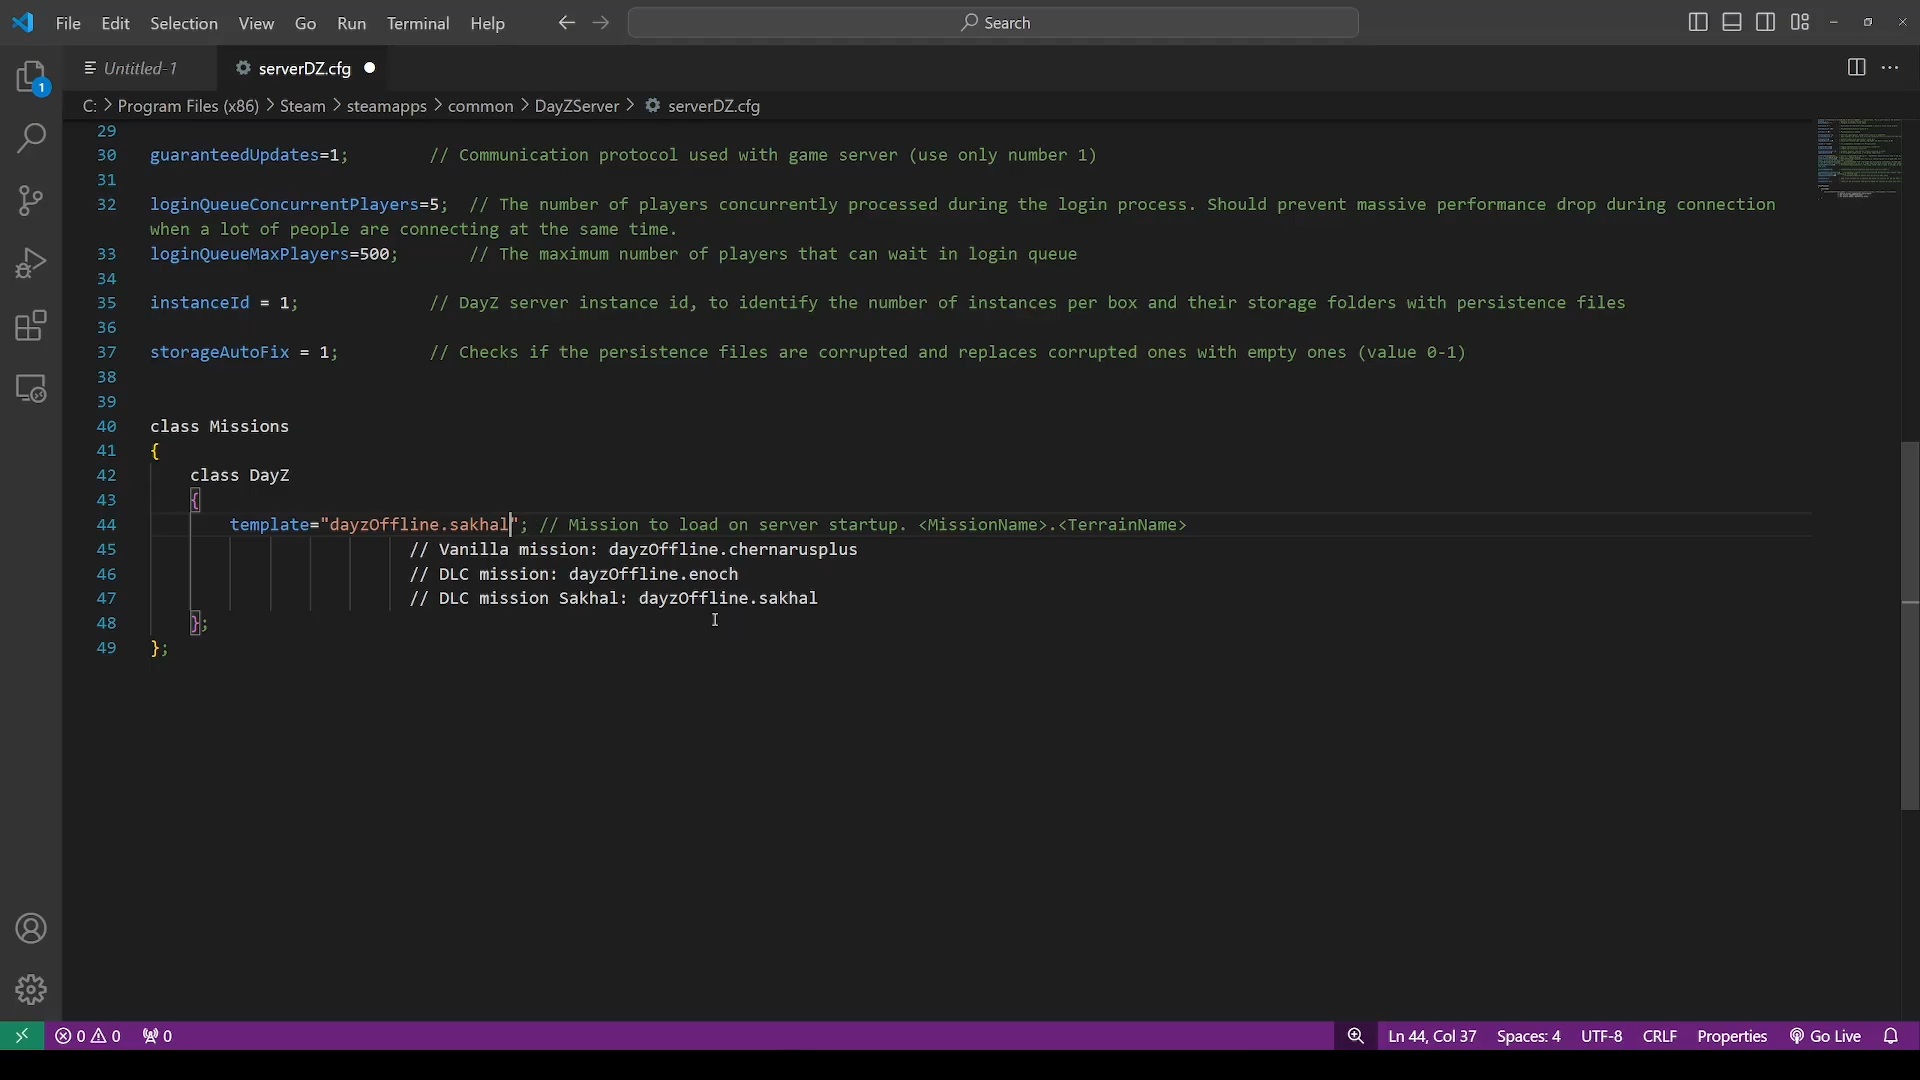 File Edit Selection View Go Run Terminal Help Search
Untitled-1 serverDZ.cfg
C: > Program Files (x86) > Steam > steamapps > common > DayZServer > serverDZ.cfg
1
29
30 guaranteedUpdates=1; // Communication protocol used with game server (use only number 1)
31
32 loginQueueConcurrentPlayers=5; // The number of players concurrently processed during the login process. Should prevent massive performance drop during connection
when a lot of people are connecting at the same time.
33 loginQueueMaxPlayers=500; // The maximum number of players that can wait in login queue
34
35 instanceId = 1; // DayZ server instance id, to identify the number of instances per box and their storage folders with persistence files
36
37 storageAutoFix = 1; // Checks if the persistence files are corrupted and replaces corrupted ones with empty ones (value 0-1)
38
39
40 class Missions
41 {
42 class DayZ
43 {
44 template="dayzOffline.sakhal"; // Mission to load on server startup. <MissionName>.<TerrainName>
45 // Vanilla mission: dayzOffline.chernarusplus
46 // DLC mission: dayzOffline.enoch
47 // DLC mission Sakhal: dayzOffline.sakhal
48 };
49 };
0 0 0 Ln 44, Col 37 Spaces: 4 UTF-8 CRLF Properties Go Live